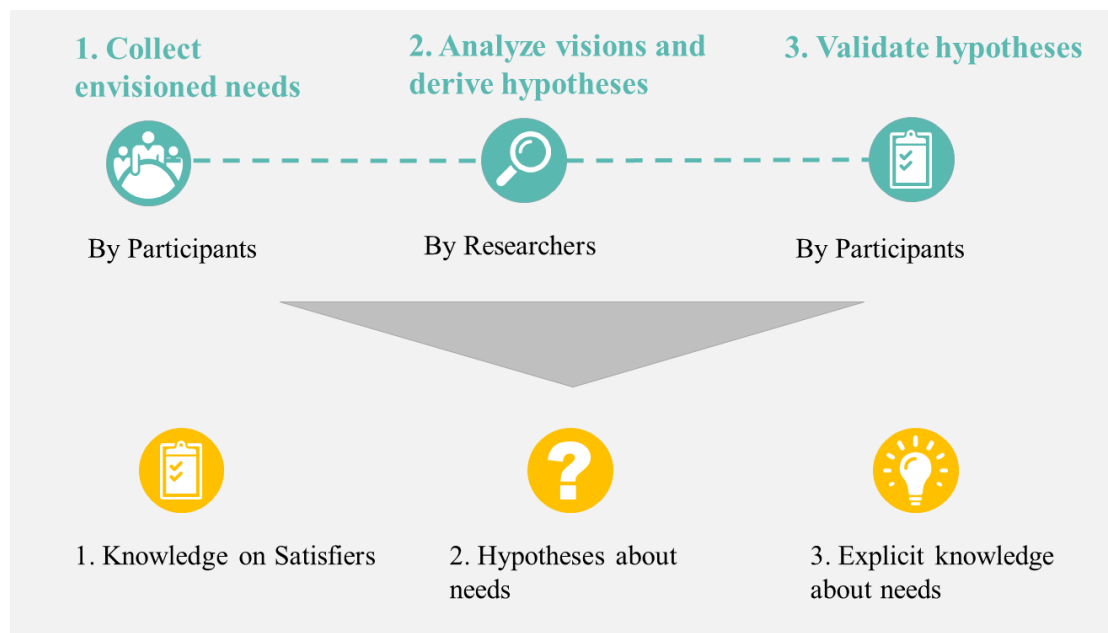 1. Collect
envisioned needs
2. Analyze visions and
derive hypotheses
3. Validate hypotheses
By Participants
By Researchers
By Participants
1. Knowledge on Satisfiers
2. Hypotheses about
needs
3. Explicit knowledge
about needs